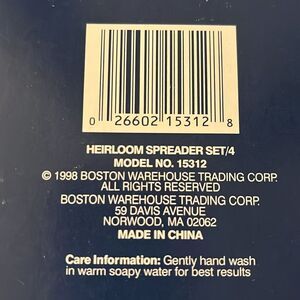 0 26602 15312 8
HEIRLOOM SPREADER SET/4
MODEL NO. 15312
© 1998 BOSTON WAREHOUSE TRADING CORP.
ALL RIGHTS RESERVED
BOSTON WAREHOUSE TRADING CORP.
59 DAVIS AVENUE
NORWOOD, MA 02062
MADE IN CHINA
Care Information: Gently hand wash
in warm soapy water for best results